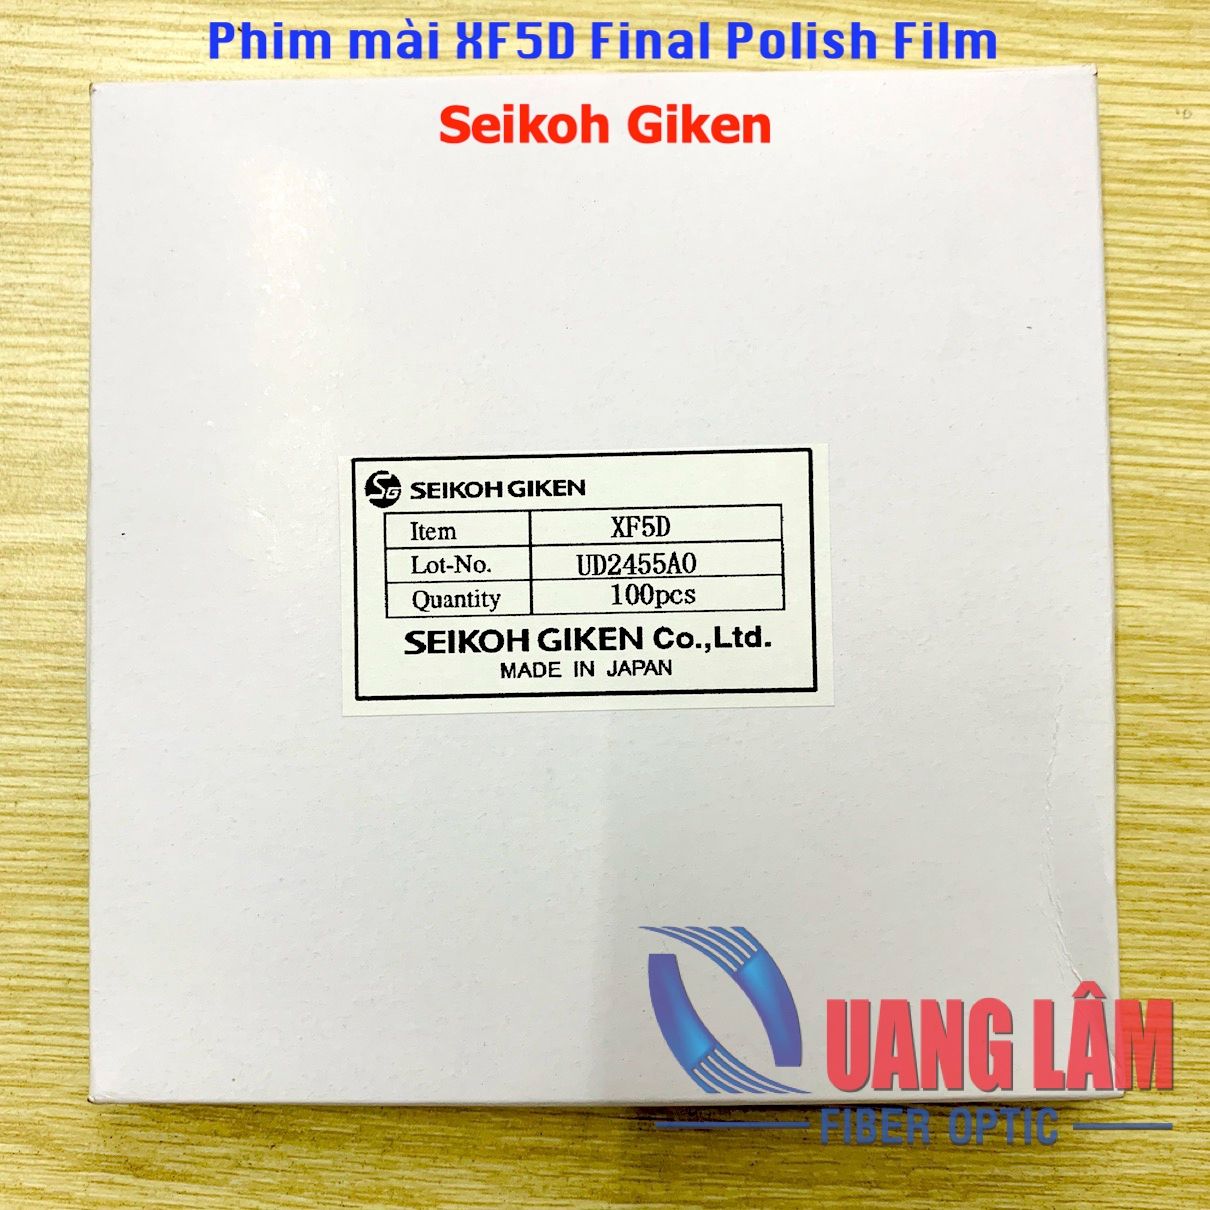 Phim mài XF5D Final Polish Film
Seikoh Giken
SG SEIKOH GIKEN
Item XF5D
Lot-No. UD2455A0
Quantity 100pcs
SEIKOH GIKEN Co.,Ltd.
MADE IN JAPAN
UANG LÂM
FIBER OPTIC